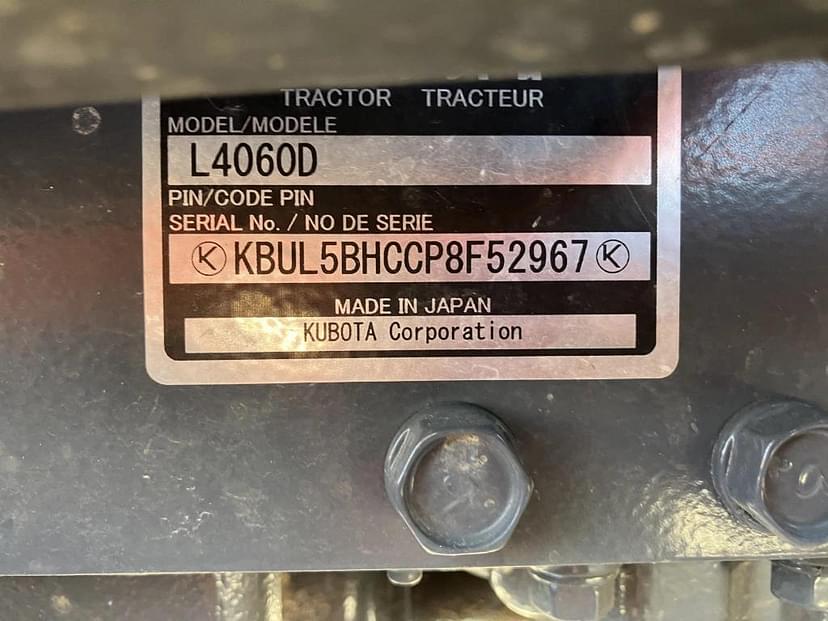 TRACTOR TRACTEUR
MODEL/MODELE
L4060D
PIN/CODE PIN
SERIAL No. / NO DE SERIE
KBUL5BHCCP8F52967
MADE IN JAPAN
KUBOTA Corporation